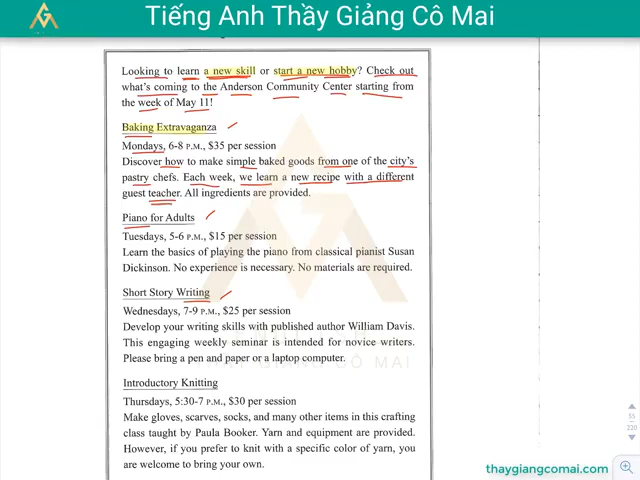 Tiếng Anh Thầy Giảng Cô Mai
Looking to learn a new skill or start a new hobby? Check out
what's coming to the Anderson Community Center starting from
the week of May 11!
Baking Extravaganza
Mondays, 6-8 P.M., $35 per session
Discover how to make simple baked goods from one of the city's
pastry chefs. Each week, we learn a new recipe with a different
guest teacher. All ingredients are provided.
Piano for Adults
Tuesdays, 5-6 P.M., $15 per session
Learn the basics of playing the piano from classical pianist Susan
Dickinson. No experience is necessary. No materials are required.
Short Story Writing
Wednesdays, 7-9 P.M., $25 per session
Develop your writing skills with published author William Davis.
This engaging weekly seminar is intended for novice writers.
Please bring a pen and paper or a laptop computer.
Introductory Knitting
Thursdays, 5:30-7 P.M., $30 per session
Make gloves, scarves, socks, and many other items in this crafting
class taught by Paula Booker. Yarn and equipment are provided.
However, if you prefer to knit with a specific color of yarn, you
are welcome to bring your own.
55
220
thaygiangcomai.com